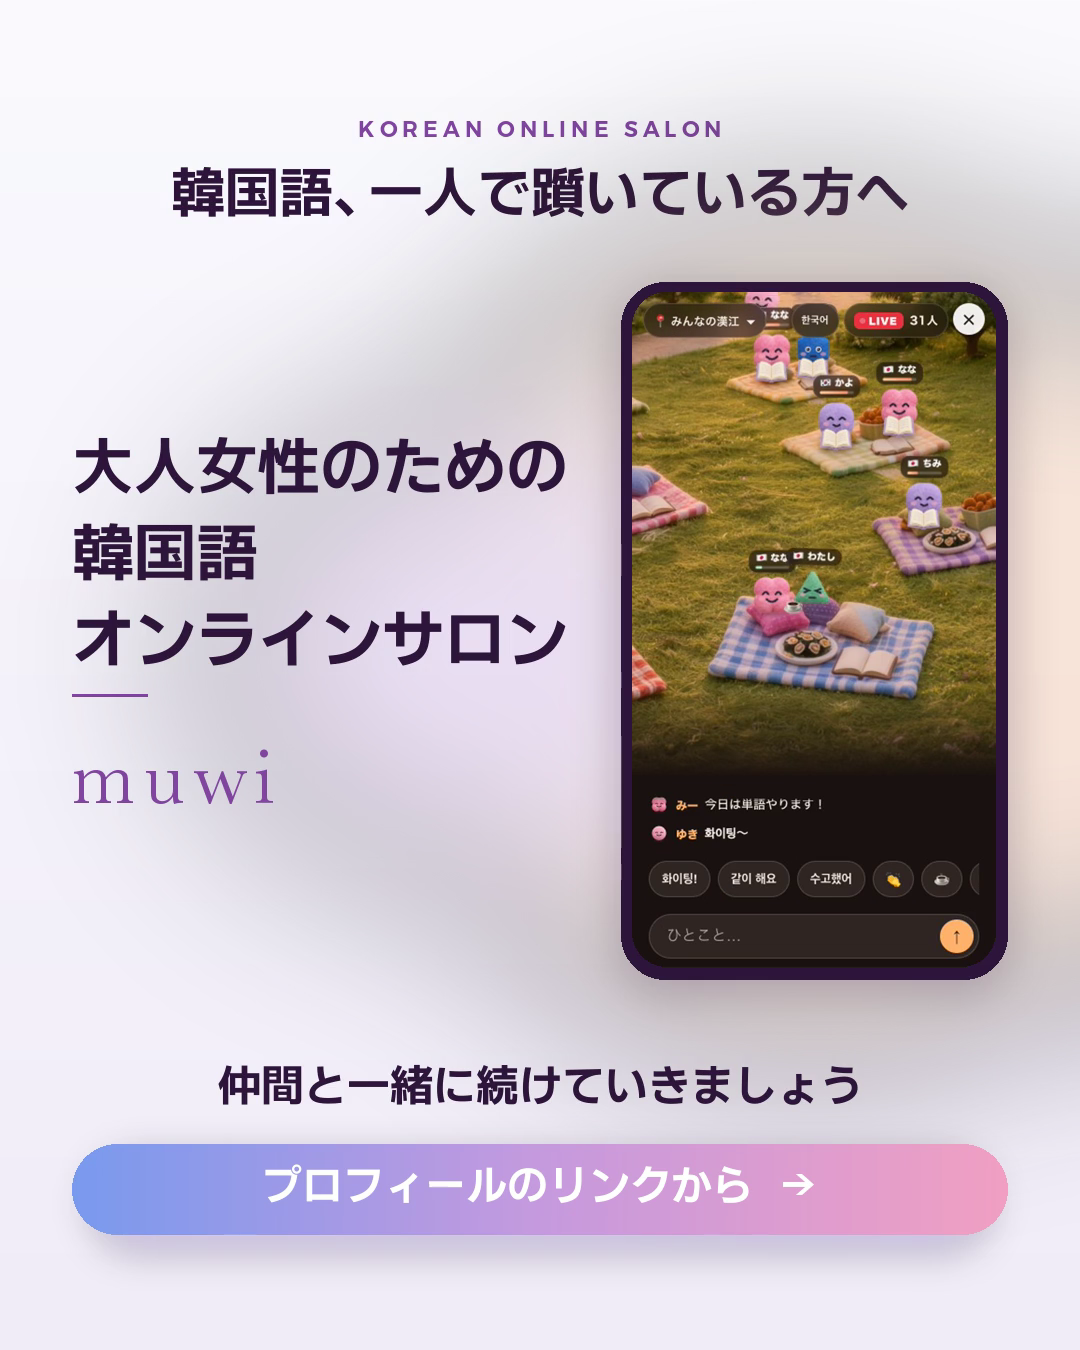 KOREAN ONLINE SALON
韓国語、一人で躓いている方へ
大人女性のための
韓国語
オンラインサロン
muwi
みんなの漢江
なな
한국어
LIVE 31人
かよ
なな
ちみ
なな
わたし
みー 今日は単語やります！
ゆき 화이팅〜
화이팅!
같이 해요
수고했어
ひとこと…
仲間と一緒に続けていきましょう
プロフィールのリンクから →